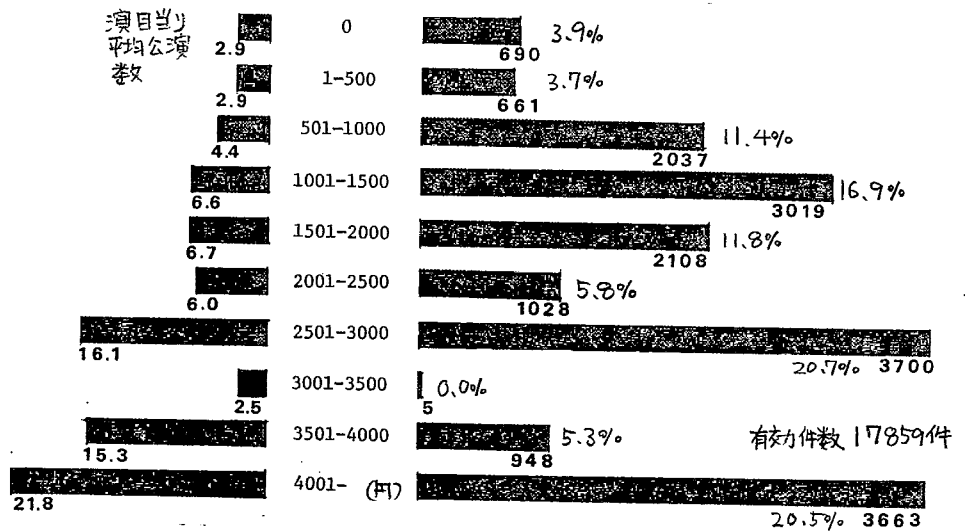 演目当り
平均公演
数
2.9 0 690 3.9%
2.9 1-500 661 3.7%
4.4 501-1000 2037 11.4%
6.6 1001-1500 3019 16.9%
6.7 1501-2000 2108 11.8%
6.0 2001-2500 1028 5.8%
16.1 2501-3000 20.7% 3700
2.5 3001-3500 5 0.0%
15.3 3501-4000 948 5.3%
有効件数 17859件
21.8 4001- (円) 20.5% 3663